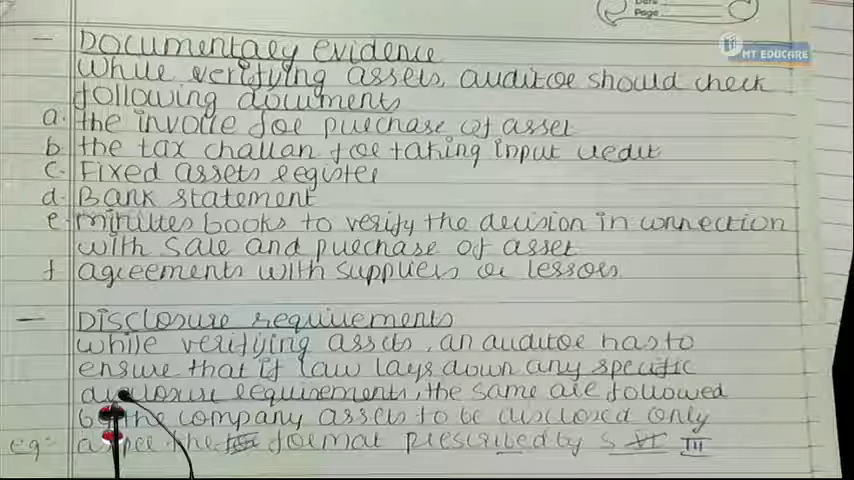 Date
Page
MT EDUCARE
- Documentary evidence
While verifying assets, auditor should check
following documents
a. the invoice for purchase of asset
b. the tax challan for taking input credit
c. Fixed assets register
d. Bank statement
e. minutes books to verify the decision in connection
with sale and purchase of asset
f agreements with suppliers or lessors
- Disclosure requirements
while verifying assets, an auditor has to
ensure that if law lays down any specific
disclosure requirements, the same are followed
by the company assets to be disclosed only
eg:- as per the format prescribed by S III